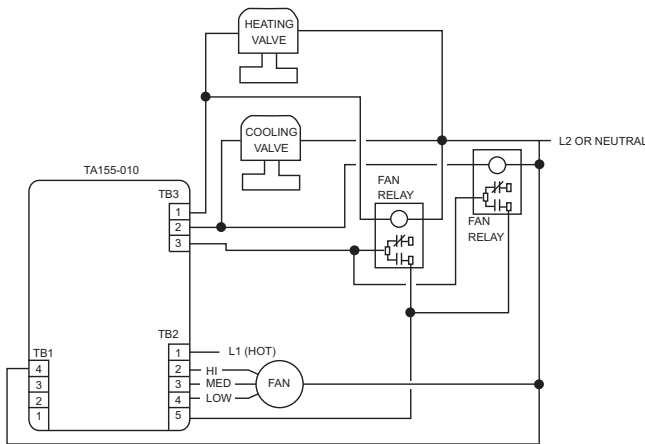 HEATING
VALVE
COOLING
VALVE
L2 OR NEUTRAL
TA155-010
TB3
1
2
3
FAN
RELAY
FAN
RELAY
TB2
1
2
3
4
5
L1 (HOT)
HI
MED
LOW
FAN
TB1
4
3
2
1